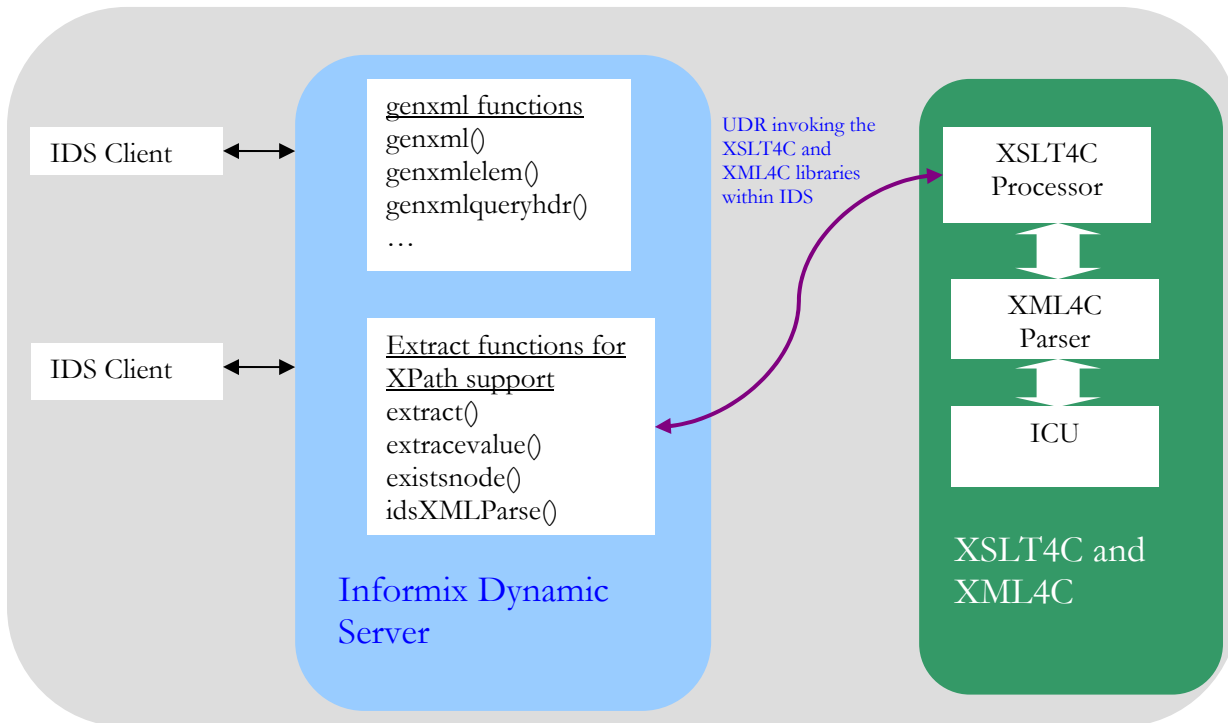 IDS Client
IDS Client
genxml functions
genxml()
genxmlelem()
genxmlqueryhdr()
…
Extract functions for
XPath support
extract()
extracevalue()
existsnode()
idsXMLParse()
Informix Dynamic
Server
UDR invoking the
XSLT4C and
XML4C libraries
within IDS
XSLT4C
Processor
XML4C
Parser
ICU
XSLT4C and
XML4C